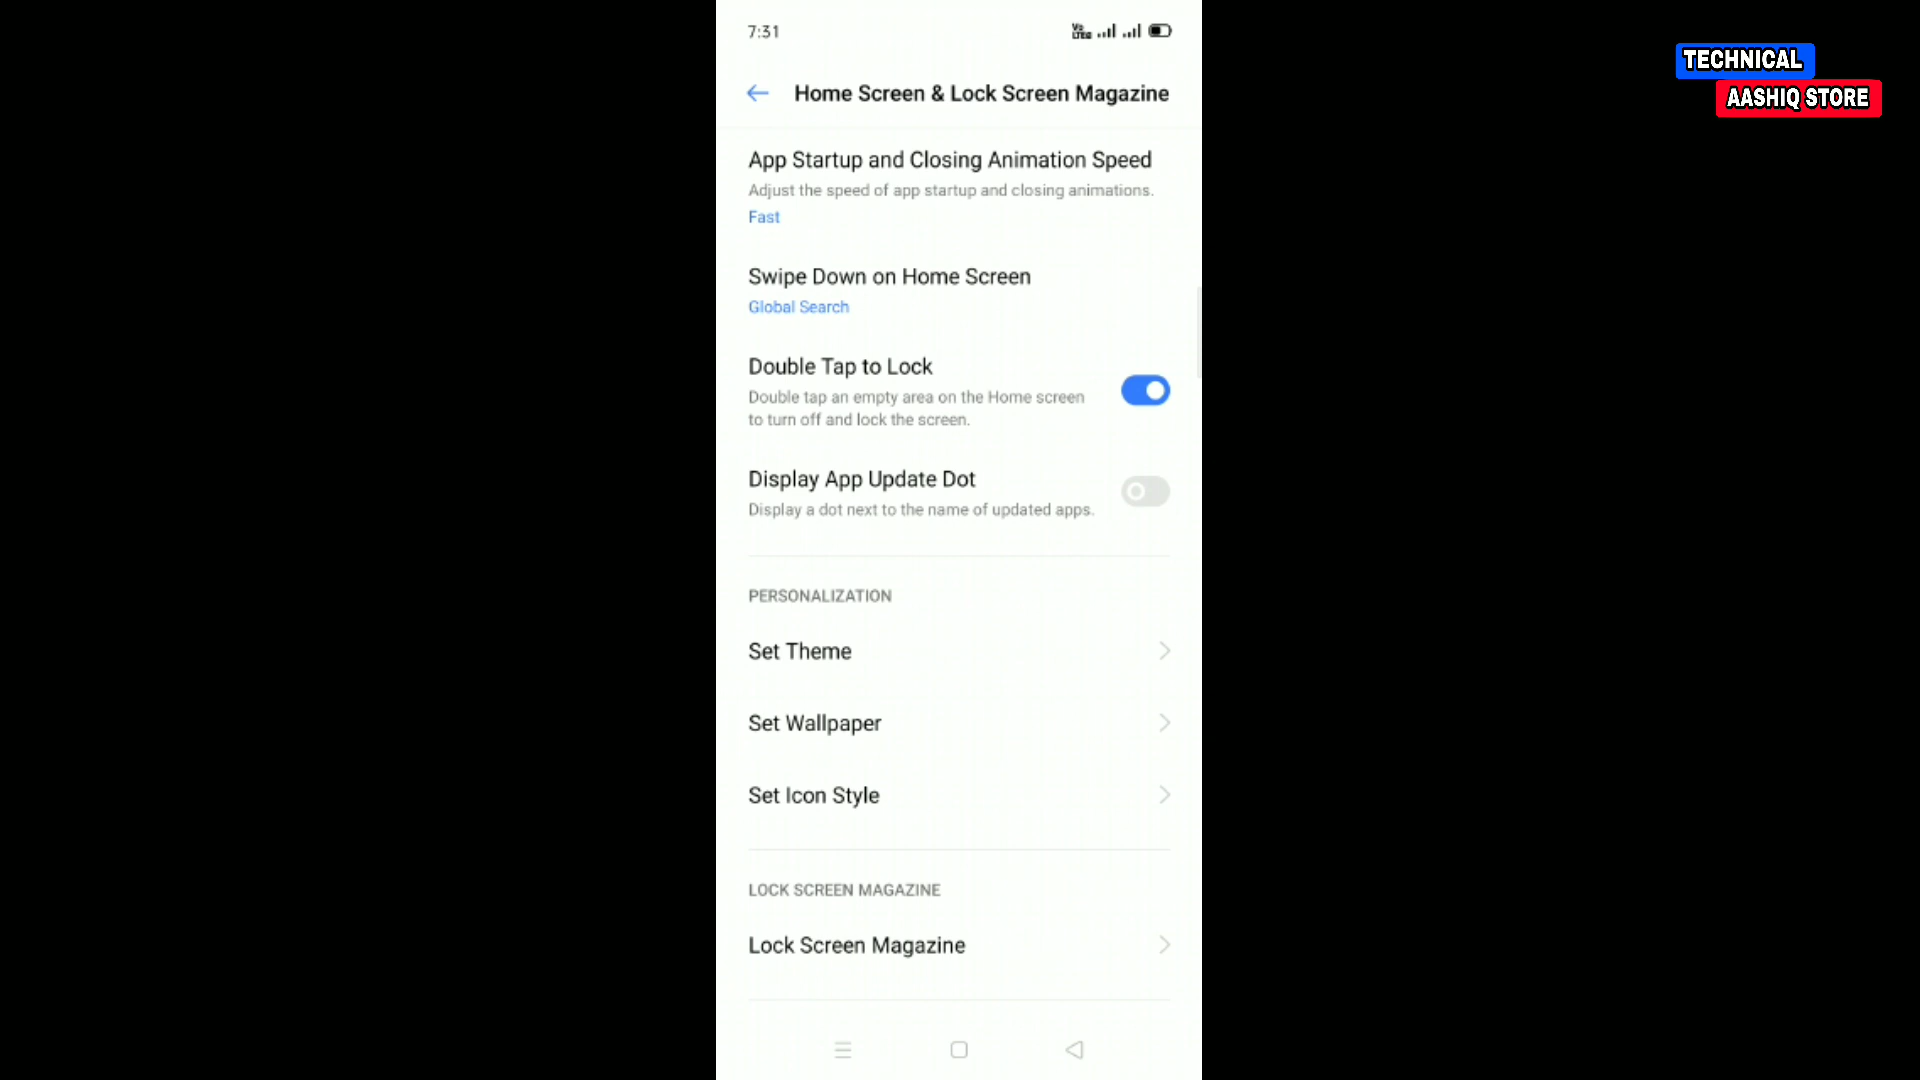 7:31
Vo
LTE
TECHNICAL
AASHIQ STORE
Home Screen & Lock Screen Magazine
App Startup and Closing Animation Speed
Adjust the speed of app startup and closing animations.
Fast
Swipe Down on Home Screen
Global Search
Double Tap to Lock
Double tap an empty area on the Home screen
to turn off and lock the screen.
Display App Update Dot
Display a dot next to the name of updated apps.
PERSONALIZATION
Set Theme
Set Wallpaper
Set Icon Style
LOCK SCREEN MAGAZINE
Lock Screen Magazine